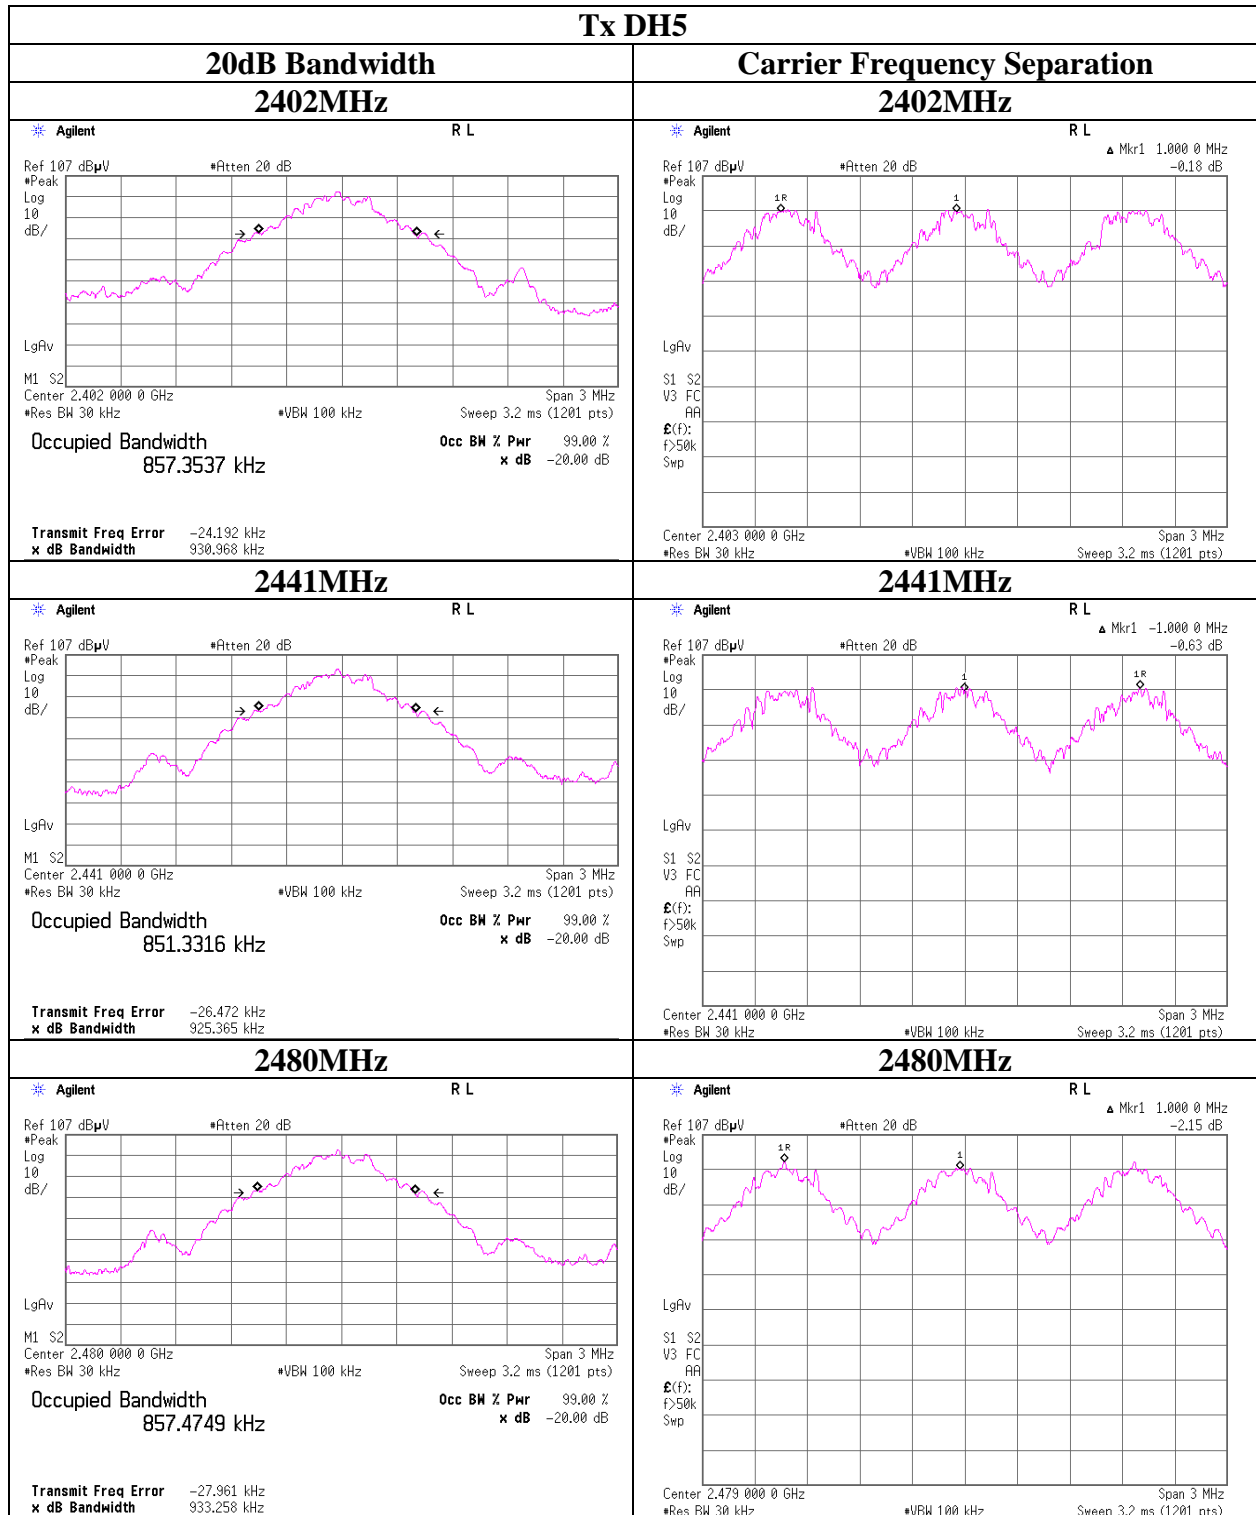 Tx DH5
20dB Bandwidth
Carrier Frequency Separation
2402MHz
2402MHz
Agilent
R L
Ref 107 dBµV
#Atten 20 dB
#Peak
Log
10
dB/
LgAv
M1 S2
Center 2.402 000 0 GHz
Span 3 MHz
#Res BW 30 kHz
#VBW 100 kHz
Sweep 3.2 ms (1201 pts)
Occupied Bandwidth
857.3537 kHz
Occ BW % Pwr 99.00 %
x dB -20.00 dB
Transmit Freq Error -24.192 kHz
x dB Bandwidth 930.968 kHz
Agilent
R L
Δ Mkr1 1.000 0 MHz
Ref 107 dBµV
#Atten 20 dB
-0.18 dB
#Peak
Log
10
dB/
1R
1
LgAv
S1 S2
V3 FC
AA
£(f):
f>50k
Swp
Center 2.403 000 0 GHz
Span 3 MHz
#Res BW 30 kHz
#VBW 100 kHz
Sweep 3.2 ms (1201 pts)
2441MHz
2441MHz
Agilent
R L
Ref 107 dBµV
#Atten 20 dB
#Peak
Log
10
dB/
LgAv
M1 S2
Center 2.441 000 0 GHz
Span 3 MHz
#Res BW 30 kHz
#VBW 100 kHz
Sweep 3.2 ms (1201 pts)
Occupied Bandwidth
851.3316 kHz
Occ BW % Pwr 99.00 %
x dB -20.00 dB
Transmit Freq Error -26.472 kHz
x dB Bandwidth 925.365 kHz
Agilent
R L
Δ Mkr1 -1.000 0 MHz
Ref 107 dBµV
#Atten 20 dB
-0.63 dB
#Peak
Log
10
dB/
1
1R
LgAv
S1 S2
V3 FC
AA
£(f):
f>50k
Swp
Center 2.441 000 0 GHz
Span 3 MHz
#Res BW 30 kHz
#VBW 100 kHz
Sweep 3.2 ms (1201 pts)
2480MHz
2480MHz
Agilent
R L
Ref 107 dBµV
#Atten 20 dB
#Peak
Log
10
dB/
LgAv
M1 S2
Center 2.480 000 0 GHz
Span 3 MHz
#Res BW 30 kHz
#VBW 100 kHz
Sweep 3.2 ms (1201 pts)
Occupied Bandwidth
857.4749 kHz
Occ BW % Pwr 99.00 %
x dB -20.00 dB
Transmit Freq Error -27.961 kHz
x dB Bandwidth 933.258 kHz
Agilent
R L
Δ Mkr1 1.000 0 MHz
Ref 107 dBµV
#Atten 20 dB
-2.15 dB
#Peak
Log
10
dB/
1R
1
LgAv
S1 S2
V3 FC
AA
£(f):
f>50k
Swp
Center 2.479 000 0 GHz
Span 3 MHz
#Res BW 30 kHz
#VBW 100 kHz
Sweep 3.2 ms (1201 pts)